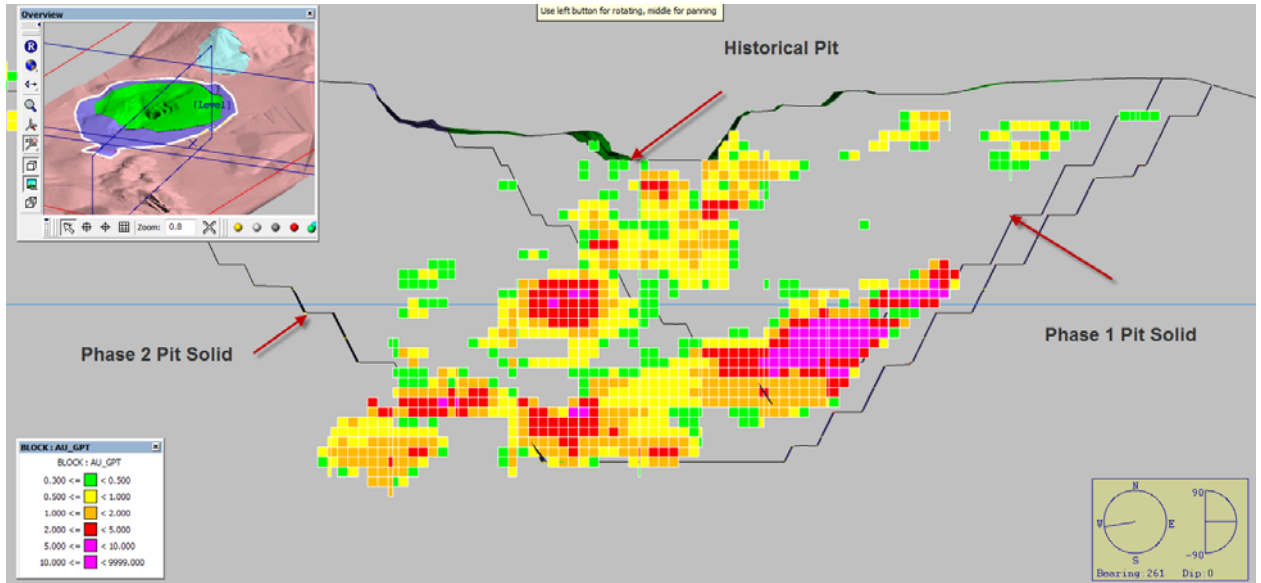 Overview
Use left button for rotating, middle for panning
Historical Pit
[Level]
Zoom: 0.8
Phase 2 Pit Solid
Phase 1 Pit Solid
BLOCK : AU_GPT
BLOCK : AU_GPT
0.300 <= < 0.500
0.500 <= < 1.000
1.000 <= < 2.000
2.000 <= < 5.000
5.000 <= < 10.000
10.000 <= < 9999.000
N
W E
S
90
-90
Bearing:261 Dip:0